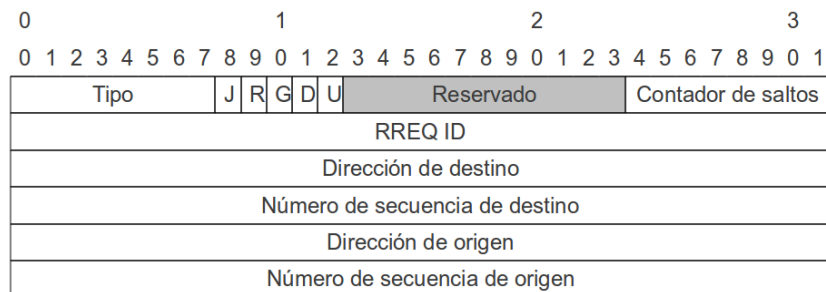 0 1 2 3
0 1 2 3 4 5 6 7 8 9 0 1 2 3 4 5 6 7 8 9 0 1 2 3 4 5 6 7 8 9 0 1
Tipo J R G D U Reservado Contador de saltos
RREQ ID
Dirección de destino
Número de secuencia de destino
Dirección de origen
Número de secuencia de origen